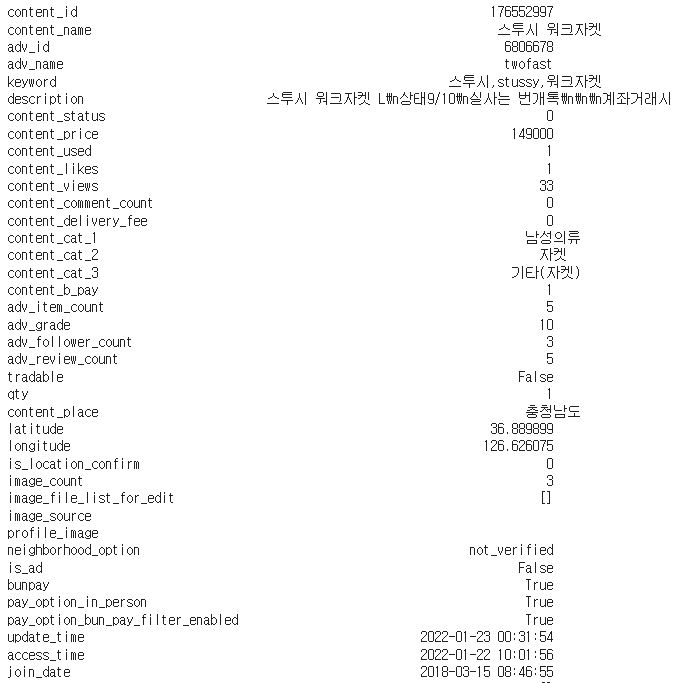 content_id 176552997
content_name 스투시 워크자켓
adv_id 6806678
adv_name twofast
keyword 스투시,stussy,워크자켓
description 스투시 워크자켓 L₩n상태9/10₩n실사는 번개톡₩n₩n₩n계좌거래시
content_status 0
content_price 149000
content_used 1
content_likes 1
content_views 33
content_comment_count 0
content_delivery_fee 0
content_cat_1 남성의류
content_cat_2 자켓
content_cat_3 기타(자켓)
content_b_pay 1
adv_item_count 5
adv_grade 10
adv_follower_count 3
adv_review_count 5
tradable False
qty 1
content_place 충청남도
latitude 36.889899
longitude 126.626075
is_location_confirm 0
image_count 3
image_file_list_for_edit []
image_source
profile_image
neighborhood_option not_verified
is_ad False
bunpay True
pay_option_in_person True
pay_option_bun_pay_filter_enabled True
update_time 2022-01-23 00:31:54
access_time 2022-01-22 10:01:56
join_date 2018-03-15 08:46:55